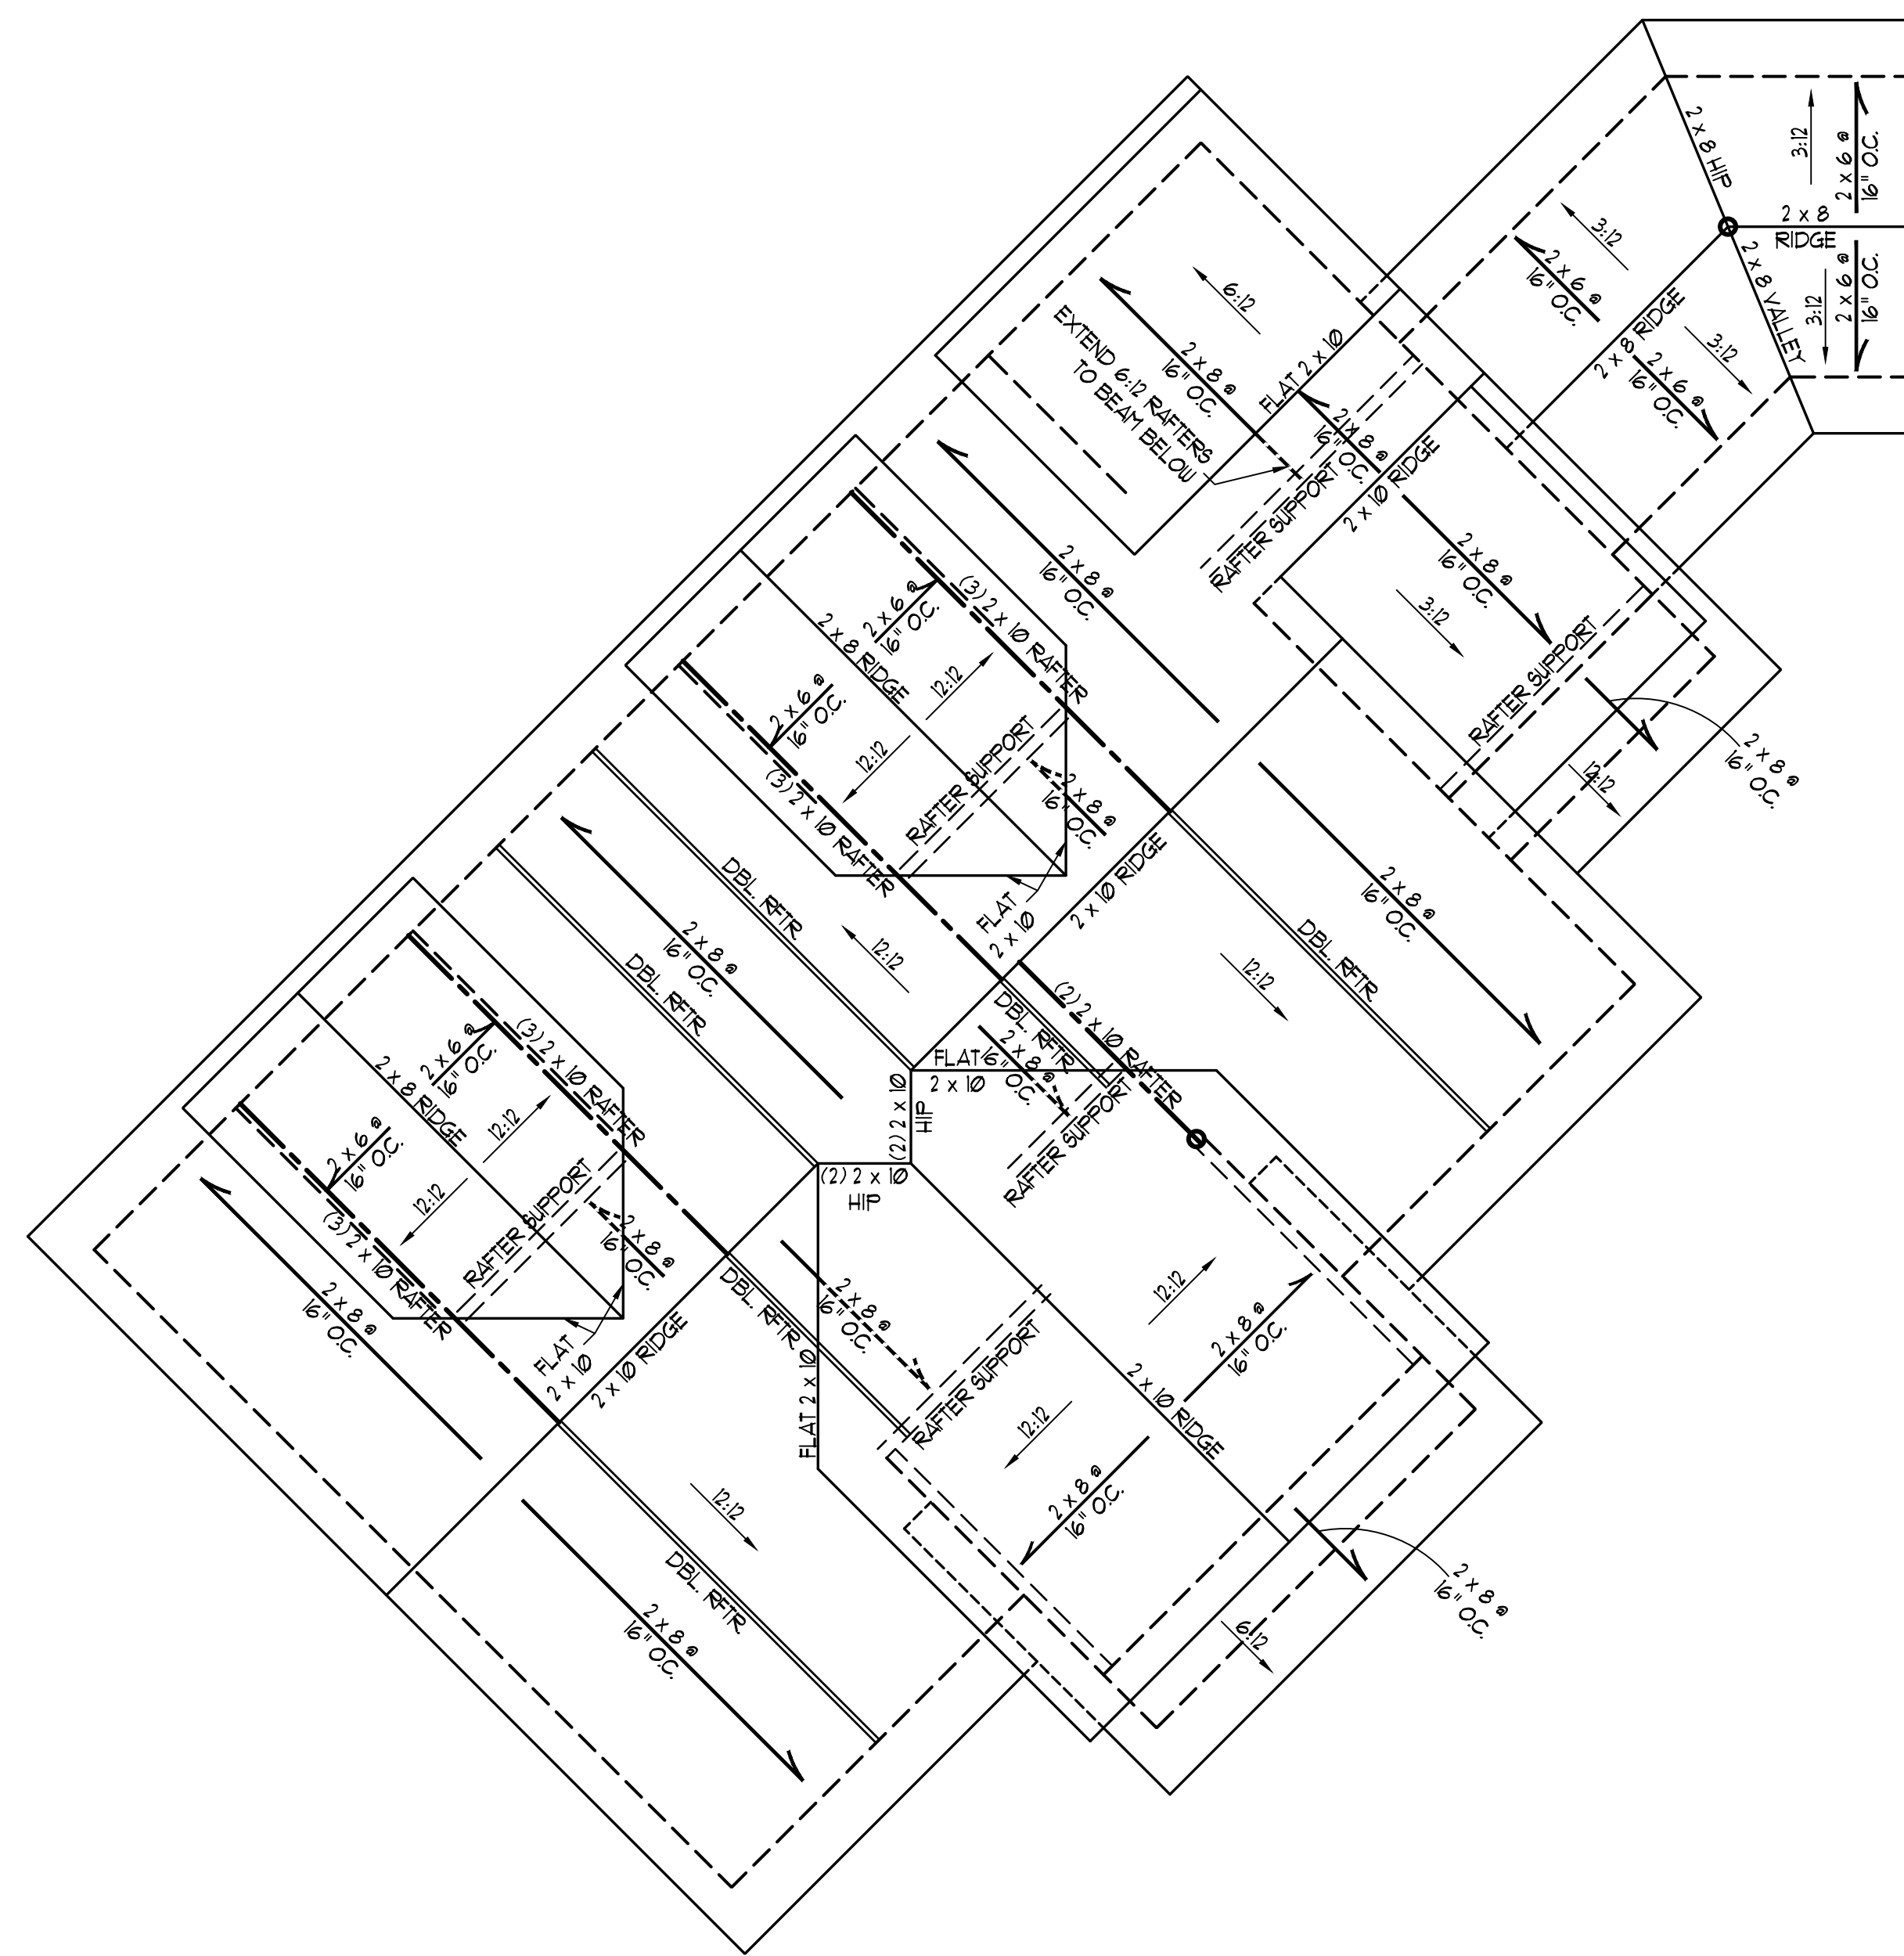 2 x 8 HIP
3:12
2 x 6 @
16" O.C.
2 x 8
RIDGE
2 x 8 VALLEY
3:12
2 x 6 @
16" O.C.
3:12
2 x 6 @
16" O.C.
2 x 8 RIDGE
3:12
2 x 6 @
16" O.C.
6:12
2 x 8 @
16" O.C.
EXTEND 6:12 RAFTERS
TO BEAM BELOW
FLAT 2 x 10
2 x 8 @
16" O.C.
RAFTER SUPPORT
2 x 10 RIDGE
2 x 8 @
16" O.C.
3:12
RAFTER SUPPORT
2 x 8 @
16" O.C.
12:12
2 x 8 @
16" O.C.
(3) 2 x 10 RAFTER
2 x 6 @
16" O.C.
2 x 8 RIDGE
12:12
2 x 6 @
16" O.C.
12:12
(3) 2 x 10 RAFTER
RAFTER SUPPORT
2 x 8 @
16" O.C.
FLAT
2 x 10
2 x 10 RIDGE
2 x 8 @
16" O.C.
DBL. RFTR
12:12
DBL. RFTR
12:12
2 x 8 @
16" O.C.
DBL. RFTR
DBL. RFTR
(2) 2 x 10 RAFTER
2 x 8 @
16" O.C.
FLAT
2 x 10
(2) 2 x 10
HIP
(2) 2 x 10
HIP
RAFTER SUPPORT
(3) 2 x 10 RAFTER
2 x 6 @
16" O.C.
2 x 8 RIDGE
12:12
2 x 6 @
16" O.C.
12:12
(3) 2 x 10 RAFTER
RAFTER SUPPORT
2 x 8 @
16" O.C.
FLAT
2 x 10
2 x 10 RIDGE
2 x 8 @
16" O.C.
DBL. RFTR
2 x 8 @
16" O.C.
FLAT 2 x 10
RAFTER SUPPORT
12:12
12:12
2 x 8 @
16" O.C.
2 x 10 RIDGE
2 x 8 @
16" O.C.
2 x 8 @
16" O.C.
6:12
12:12
DBL. RFTR
2 x 8 @
16" O.C.